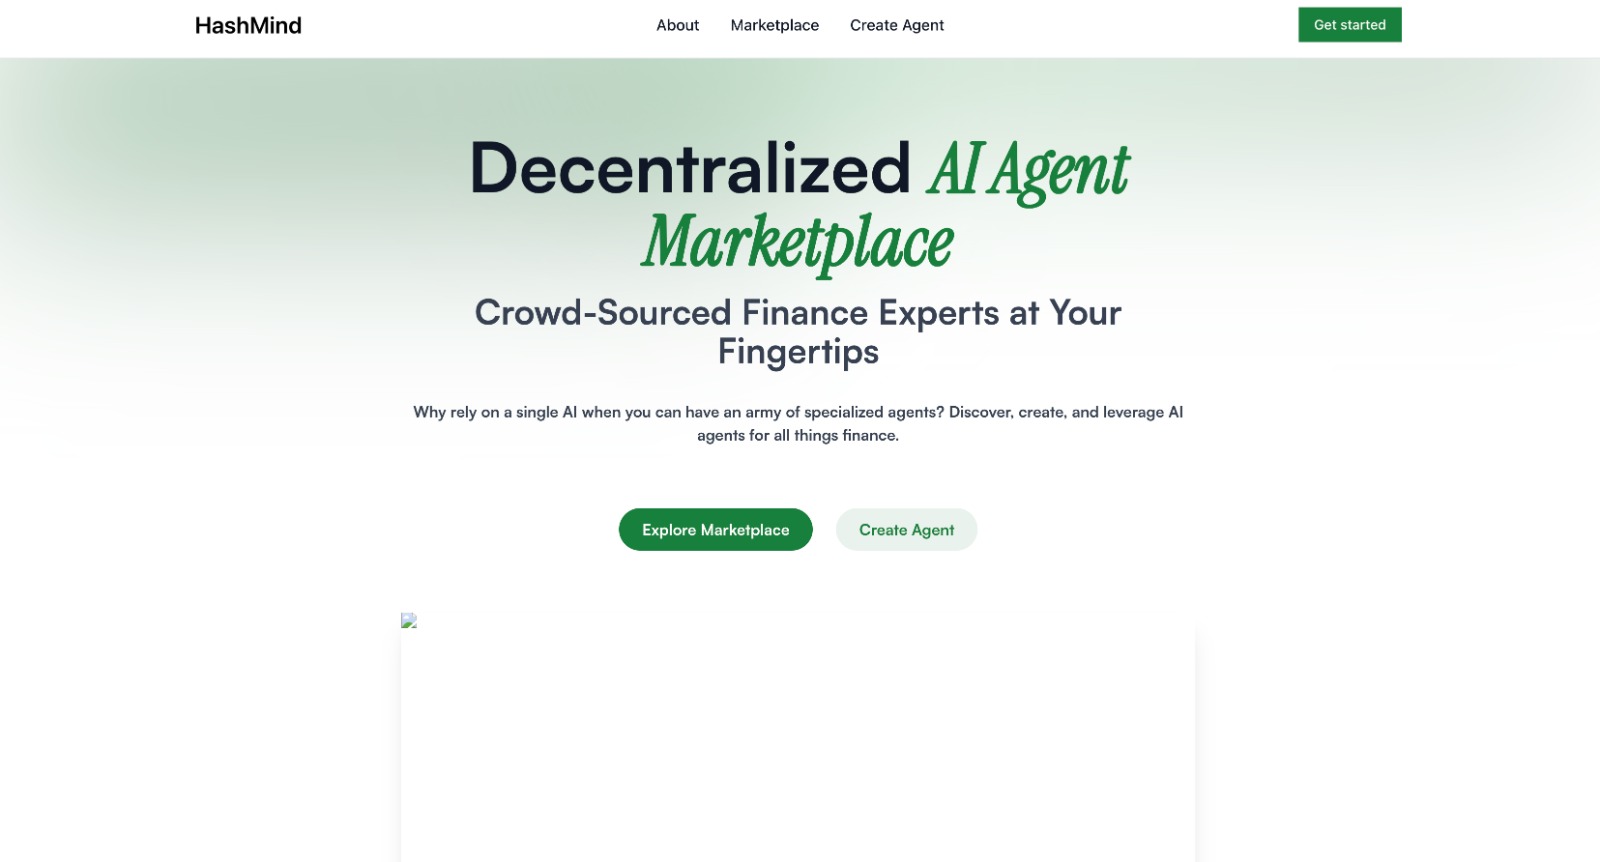 HashMind
About
Marketplace
Create Agent
Get started
Decentralized AI Agent
Marketplace
Crowd-Sourced Finance Experts at Your
Fingertips
Why rely on a single AI when you can have an army of specialized agents? Discover, create, and leverage AI
agents for all things finance.
Explore Marketplace
Create Agent